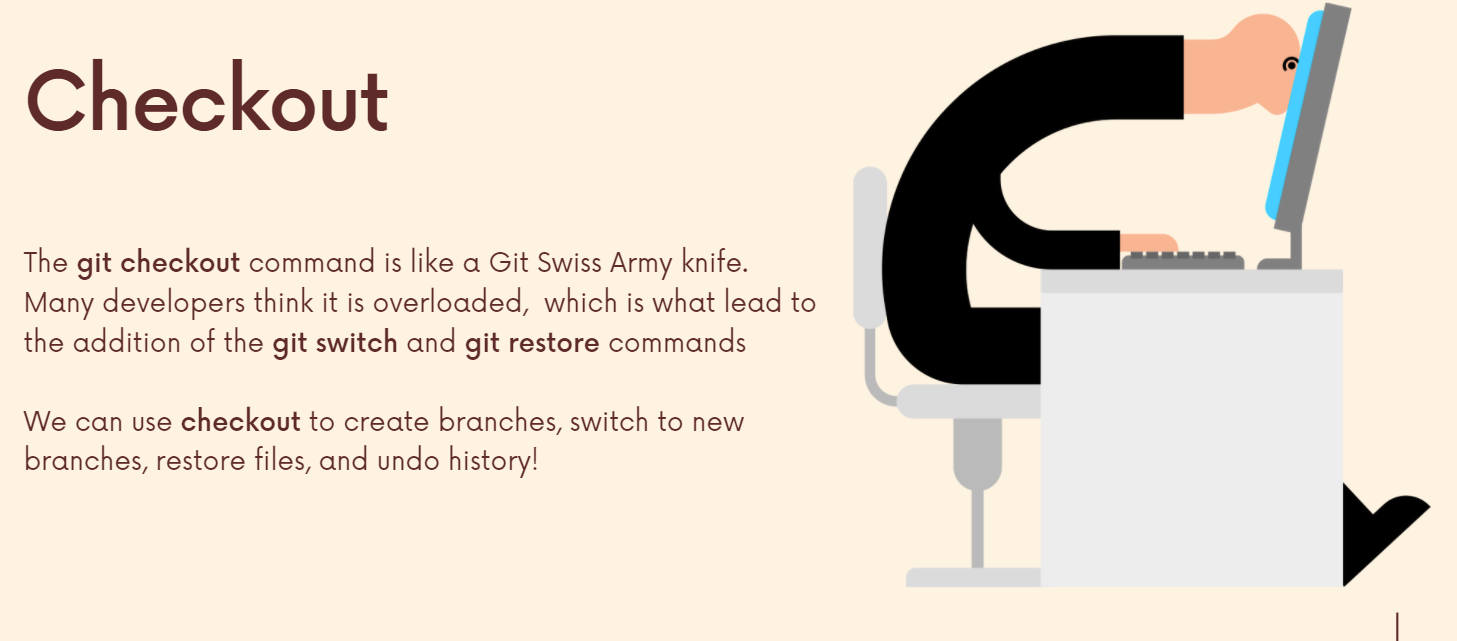 Checkout
The git checkout command is like a Git Swiss Army knife.
Many developers think it is overloaded,  which is what lead to
the addition of the git switch and git restore commands
We can use checkout to create branches, switch to new
branches, restore files, and undo history!